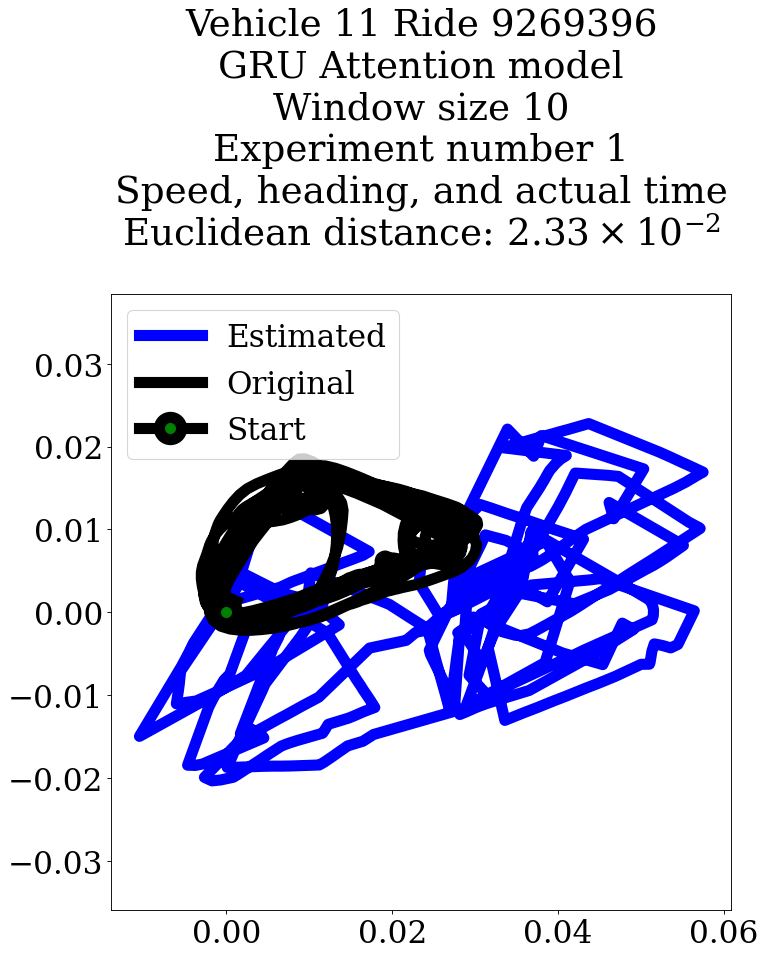 Vehicle 11 Ride 9269396
GRU Attention model
Window size 10
Experiment number 1
Speed, heading, and actual time
Euclidean distance: 2.33 × 10⁻²
Estimated
Original
Start
0.03
0.02
0.01
0.00
−0.01
−0.02
−0.03
0.00 0.02 0.04 0.06